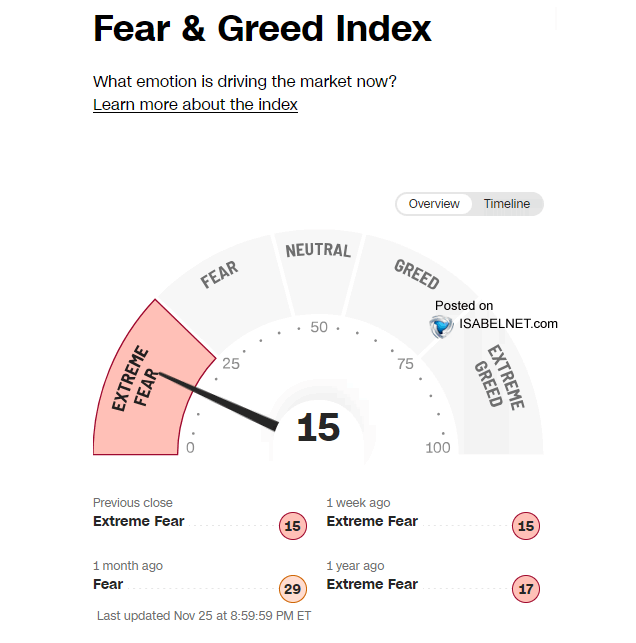 Fear & Greed Index
What emotion is driving the market now?
Learn more about the index
Overview Timeline
FEAR
NEUTRAL
GREED
EXTREME
FEAR
EXTREME
GREED
Posted on
ISABELNET.com
0
25
50
75
100
15
Previous close
Extreme Fear 15
1 week ago
Extreme Fear 15
1 month ago
Fear 29
1 year ago
Extreme Fear 17
Last updated Nov 25 at 8:59:59 PM ET